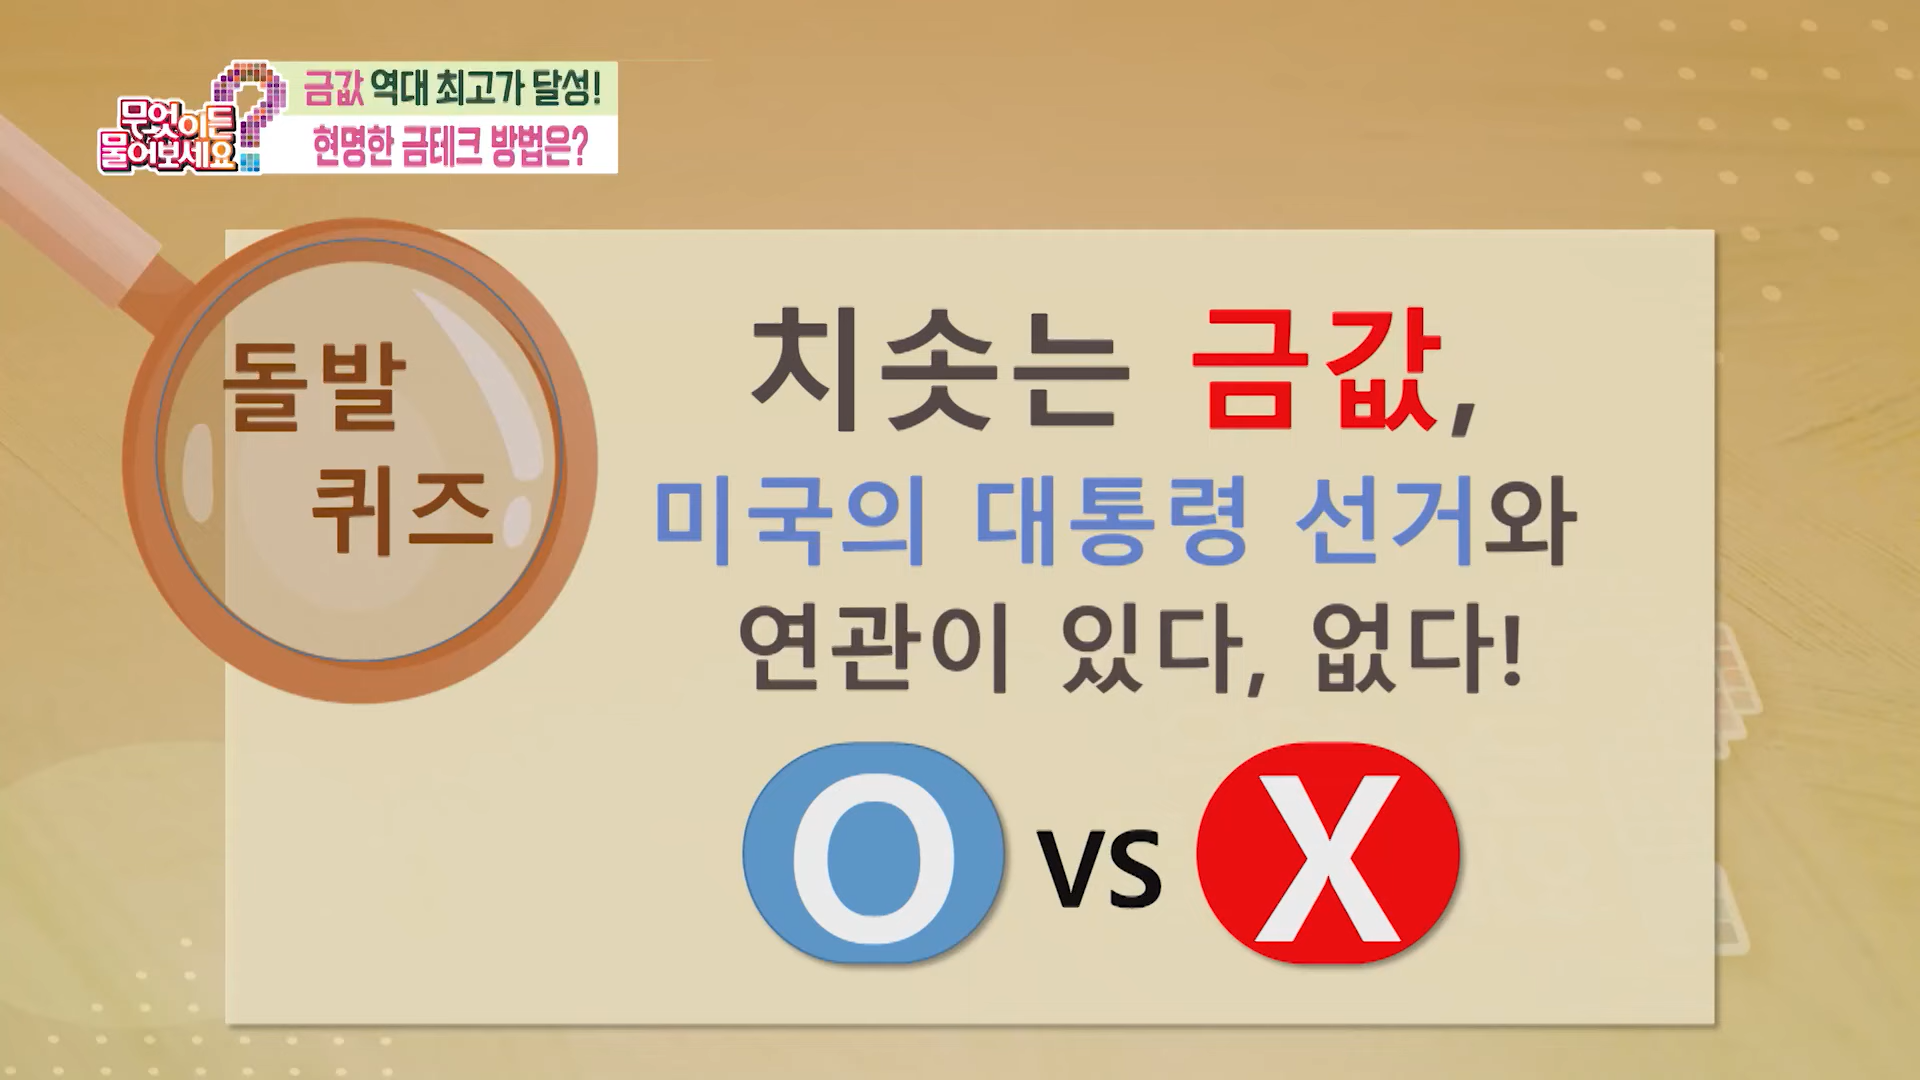 무엇이든
물어보세요
금값 역대 최고가 달성!
현명한 금테크 방법은?
돌발
퀴즈
치솟는 금값,
미국의 대통령 선거와
연관이 있다, 없다!
O VS X